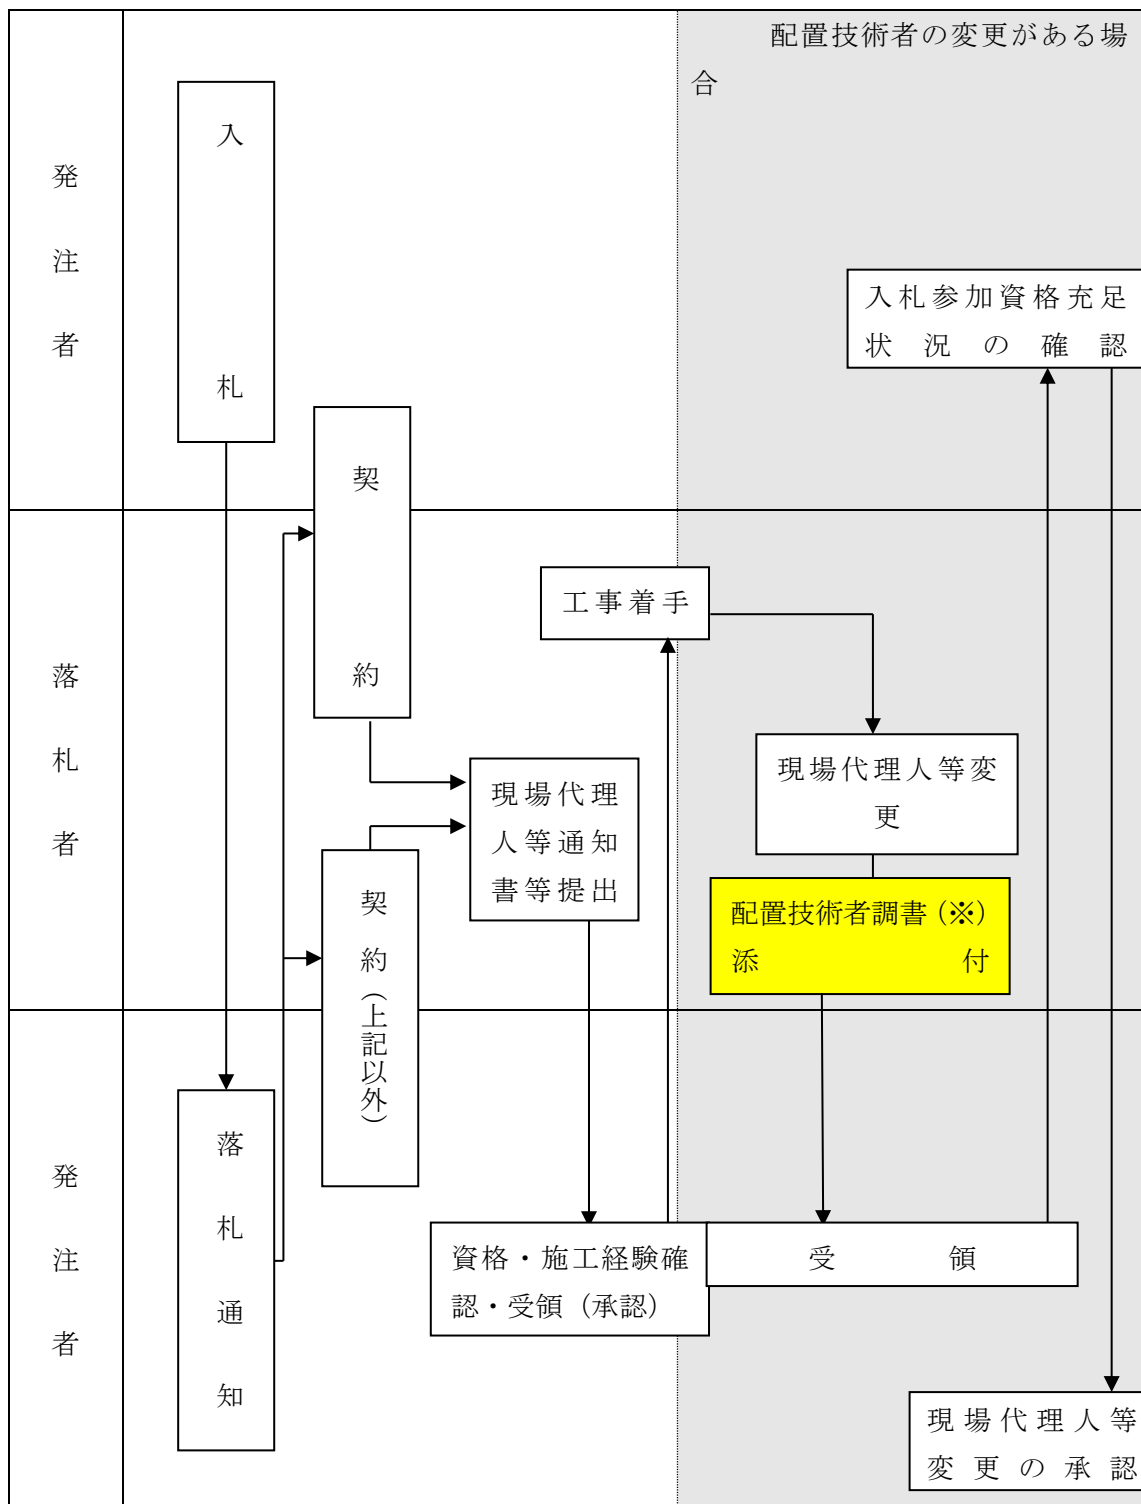 配置技術者の変更がある場
合
発注者
入札
入札参加資格充足
状況の確認
落札者
契約
工事着手
現場代理人等変
更
現場代理
人等通知
書等提出
契約（上記以外）
配置技術者調書（※）
添付
発注者
落札通知
資格・施工経験確
認・受領（承認）
受領
現場代理人等
変更の承認